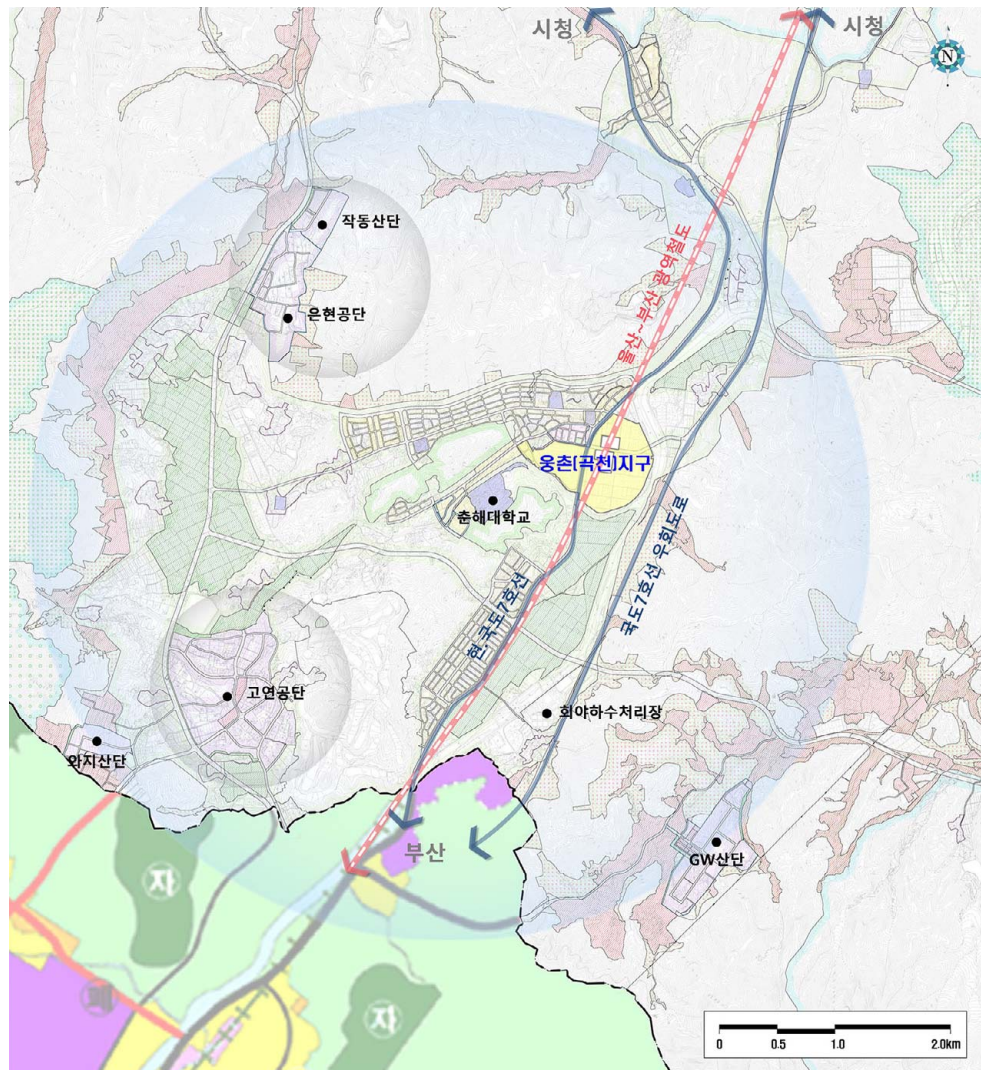 시청
시청
N
작동산단
은현공단
울산~부산 광역철도
웅촌(곡천)지구
춘해대학교
국도7호선 우회도로
현.국도7호선
고연공단
회야하수처리장
와지산단
부산
GW산단
자
폐
자
0 0.5 1.0 2.0km